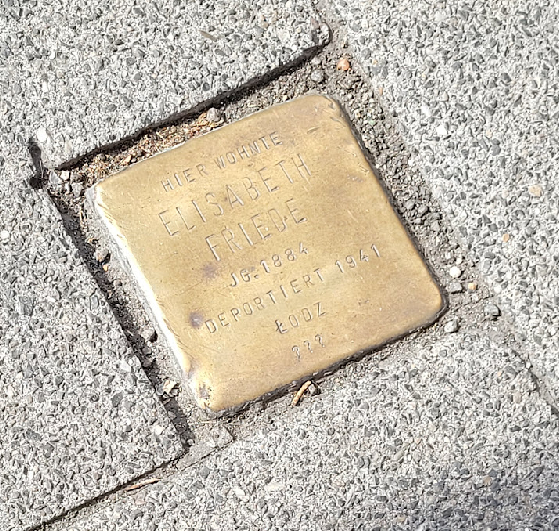 HIER WOHNTE
ELISABETH
FRIEDE
JG. 1884
DEPORTIERT 1941
ŁODZ
???